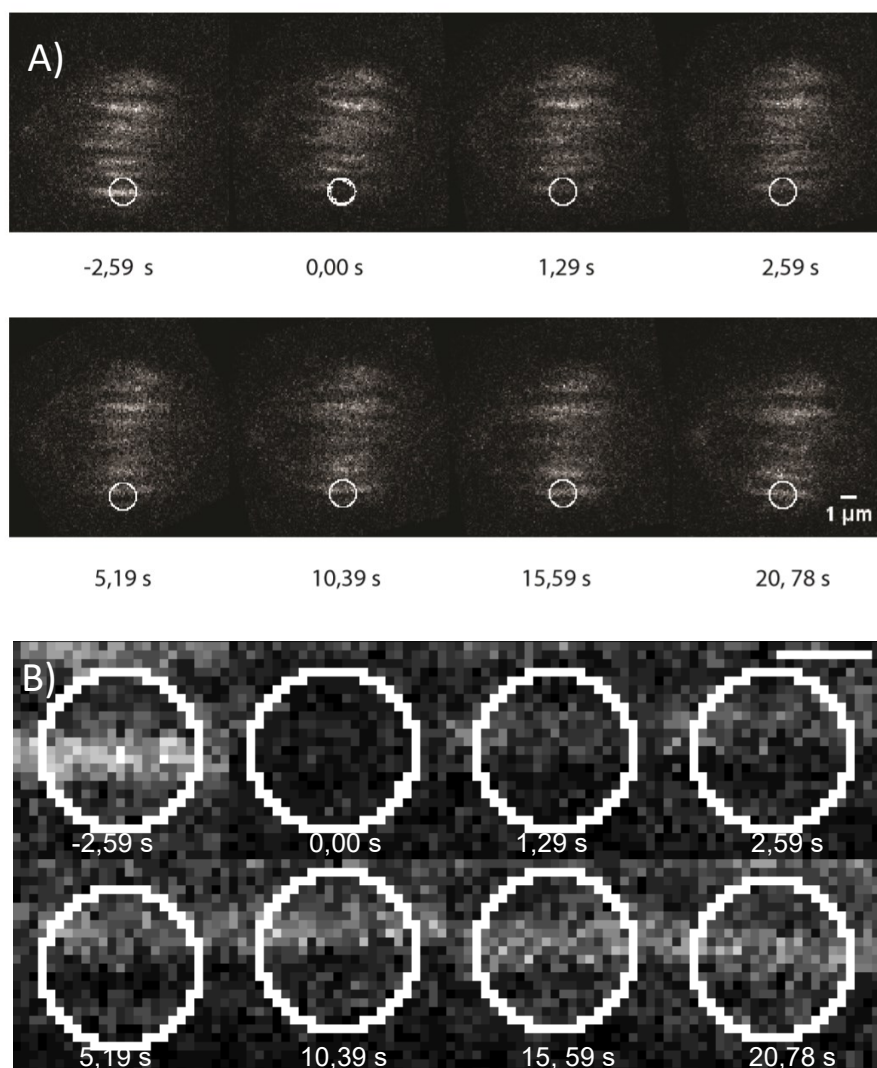 A)
-2,59 s 0,00 s 1,29 s 2,59 s
1 µm
5,19 s 10,39 s 15,59 s 20, 78 s
B)
-2,59 s 0,00 s 1,29 s 2,59 s
5,19 s 10,39 s 15, 59 s 20,78 s